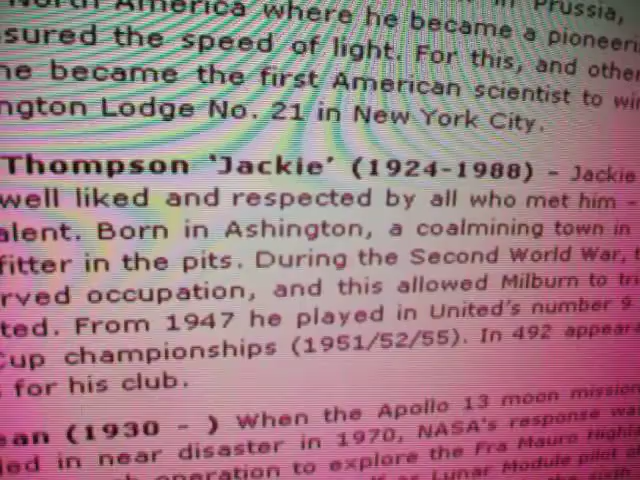 North America where he became a
sured the speed of light. For this, and other
he became the first American scientist to
ngton Lodge No. 21 in New York City.
Thompson 'Jackie' (1924-1988) - Jackie
well liked and respected by all who met him -
alent. Born in Ashington, a coalmining town in
fitter in the pits. During the Second World War,
rved occupation, and this allowed Milburn to
ted. From 1947 he played in United's number 9
Cup championships (1951/52/55). In 492 appear
for his club.
ean (1930 - ) When the Apollo 13 moon mission
led in near disaster in 1970, NASA's response
operation to explore the Fra Mauro
Lunar Module pilot